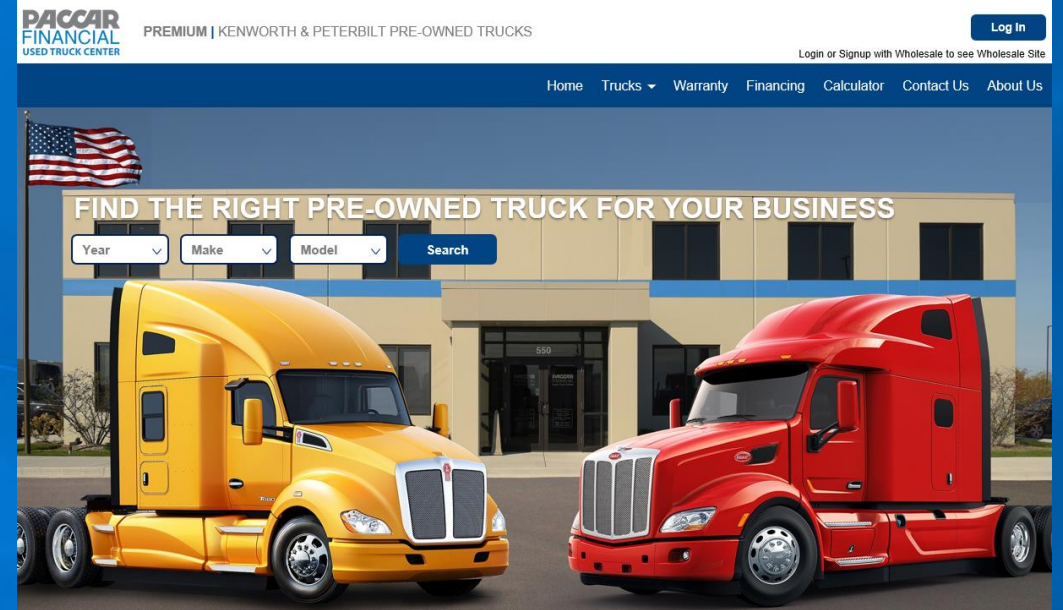 PACCAR
FINANCIAL
USED TRUCK CENTER
PREMIUM | KENWORTH & PETERBILT PRE-OWNED TRUCKS
Log In
Login or Signup with Wholesale to see Wholesale Site
Home Trucks Warranty Financing Calculator Contact Us About Us
FIND THE RIGHT PRE-OWNED TRUCK FOR YOUR BUSINESS
Year Make Model Search
550
PACCAR